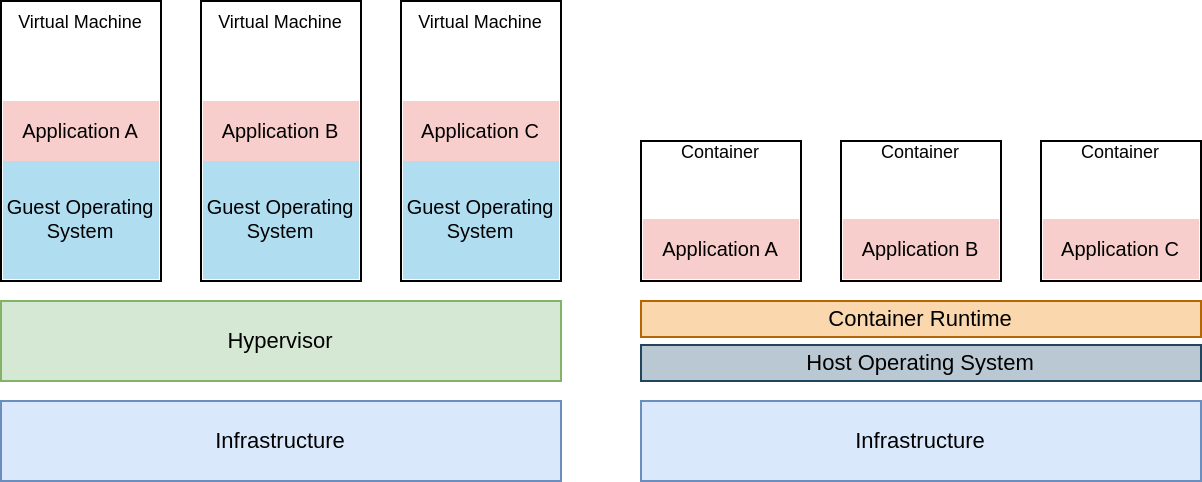 Virtual Machine
Application A
Guest Operating
System
Virtual Machine
Application B
Guest Operating
System
Virtual Machine
Application C
Guest Operating
System
Hypervisor
Infrastructure
Container
Application A
Container
Application B
Container
Application C
Container Runtime
Host Operating System
Infrastructure